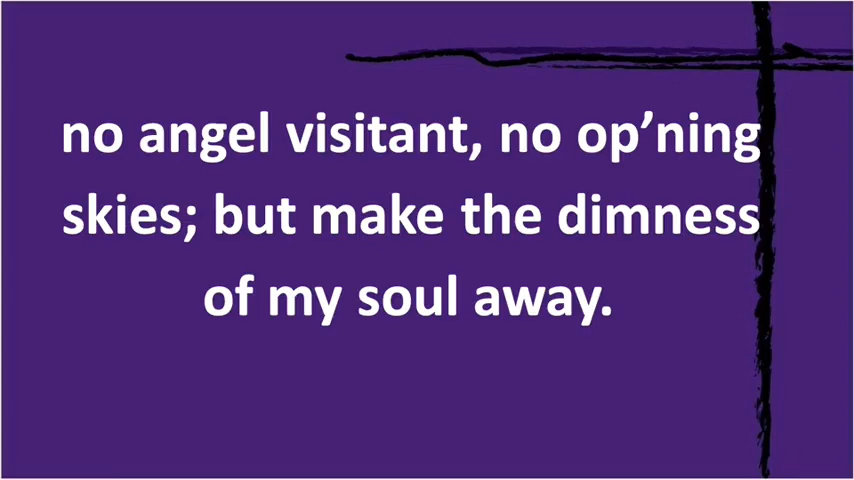 no angel visitant, no op’ning
skies; but make the dimness
of my soul away.